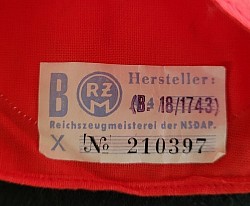 B RZM Hersteller:
(B. 18/1743)
Reichszeugmeisterei der NSDAP.
X № 210397